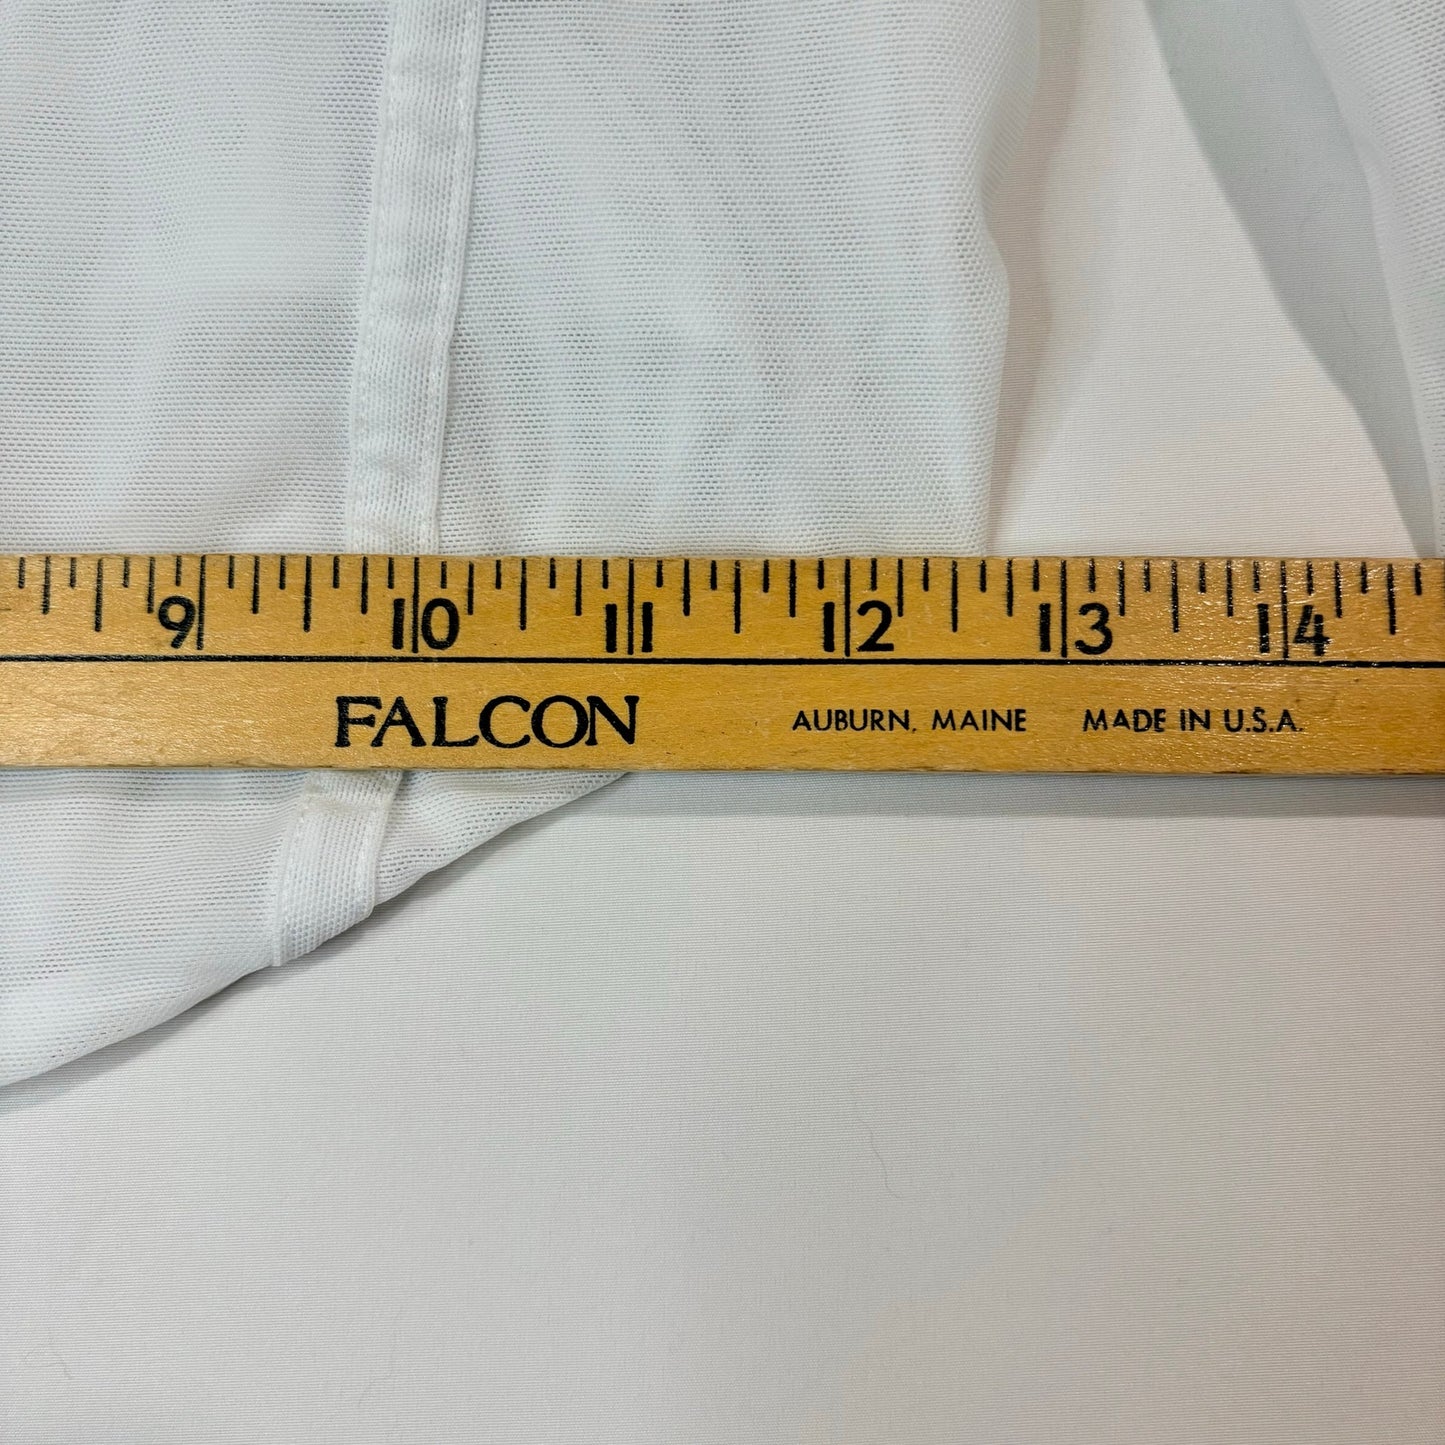 9 10 11 12 13 14
FALCON AUBURN, MAINE MADE IN U.S.A.